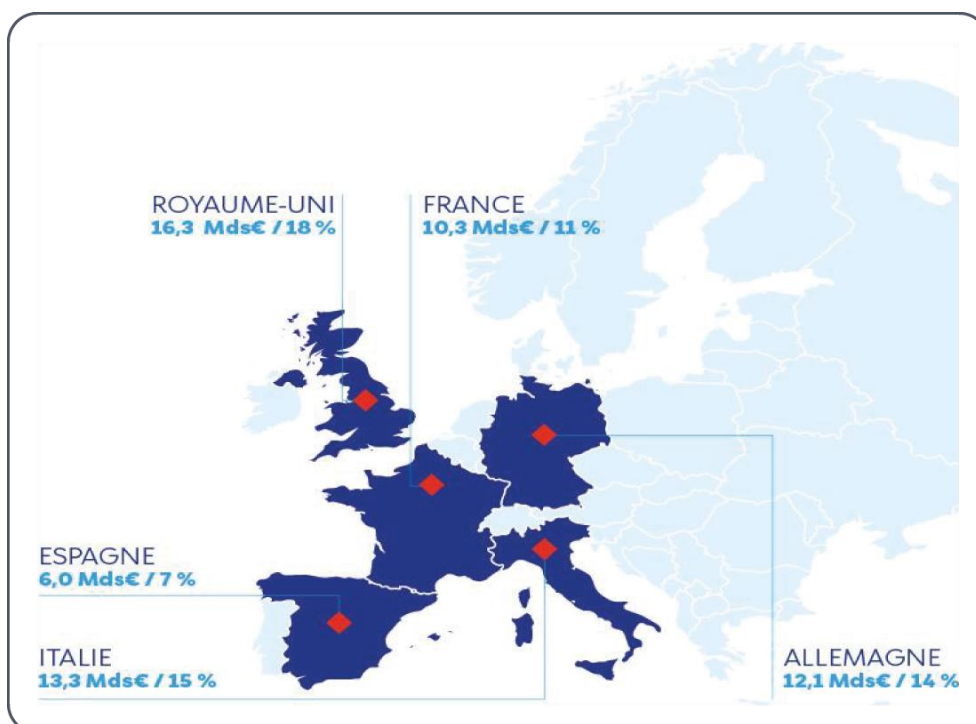 ROYAUME-UNI
16,3 Mds€ / 18 %
FRANCE
10,3 Mds€ / 11 %
ESPAGNE
6,0 Mds€ / 7 %
ITALIE
13,3 Mds€ / 15 %
ALLEMAGNE
12,1 Mds€ / 14 %